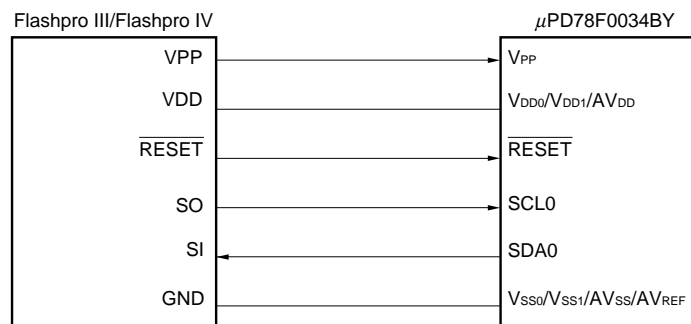 Flashpro III/Flashpro IV μPD78F0034BY
VPP VPP
VDD VDD0/VDD1/AVDD
RESET RESET
SO SCL0
SI SDA0
GND VSS0/VSS1/AVSS/AVREF